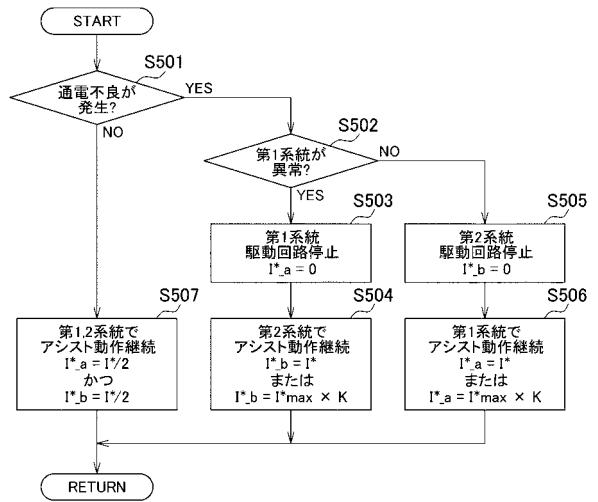 START
S501
通電不良が
発生?
YES
NO
S502
第1系統が
異常?
NO
YES
S503
第1系統
駆動回路停止
I*_a = 0
S505
第2系統
駆動回路停止
I*_b = 0
S507
第1,2系統で
アシスト動作継続
I*_a = I*/2
かつ
I*_b = I*/2
S504
第2系統で
アシスト動作継続
I*_b = I*
または
I*_b = I*max × K
S506
第1系統で
アシスト動作継続
I*_a = I*
または
I*_a = I*max × K
RETURN